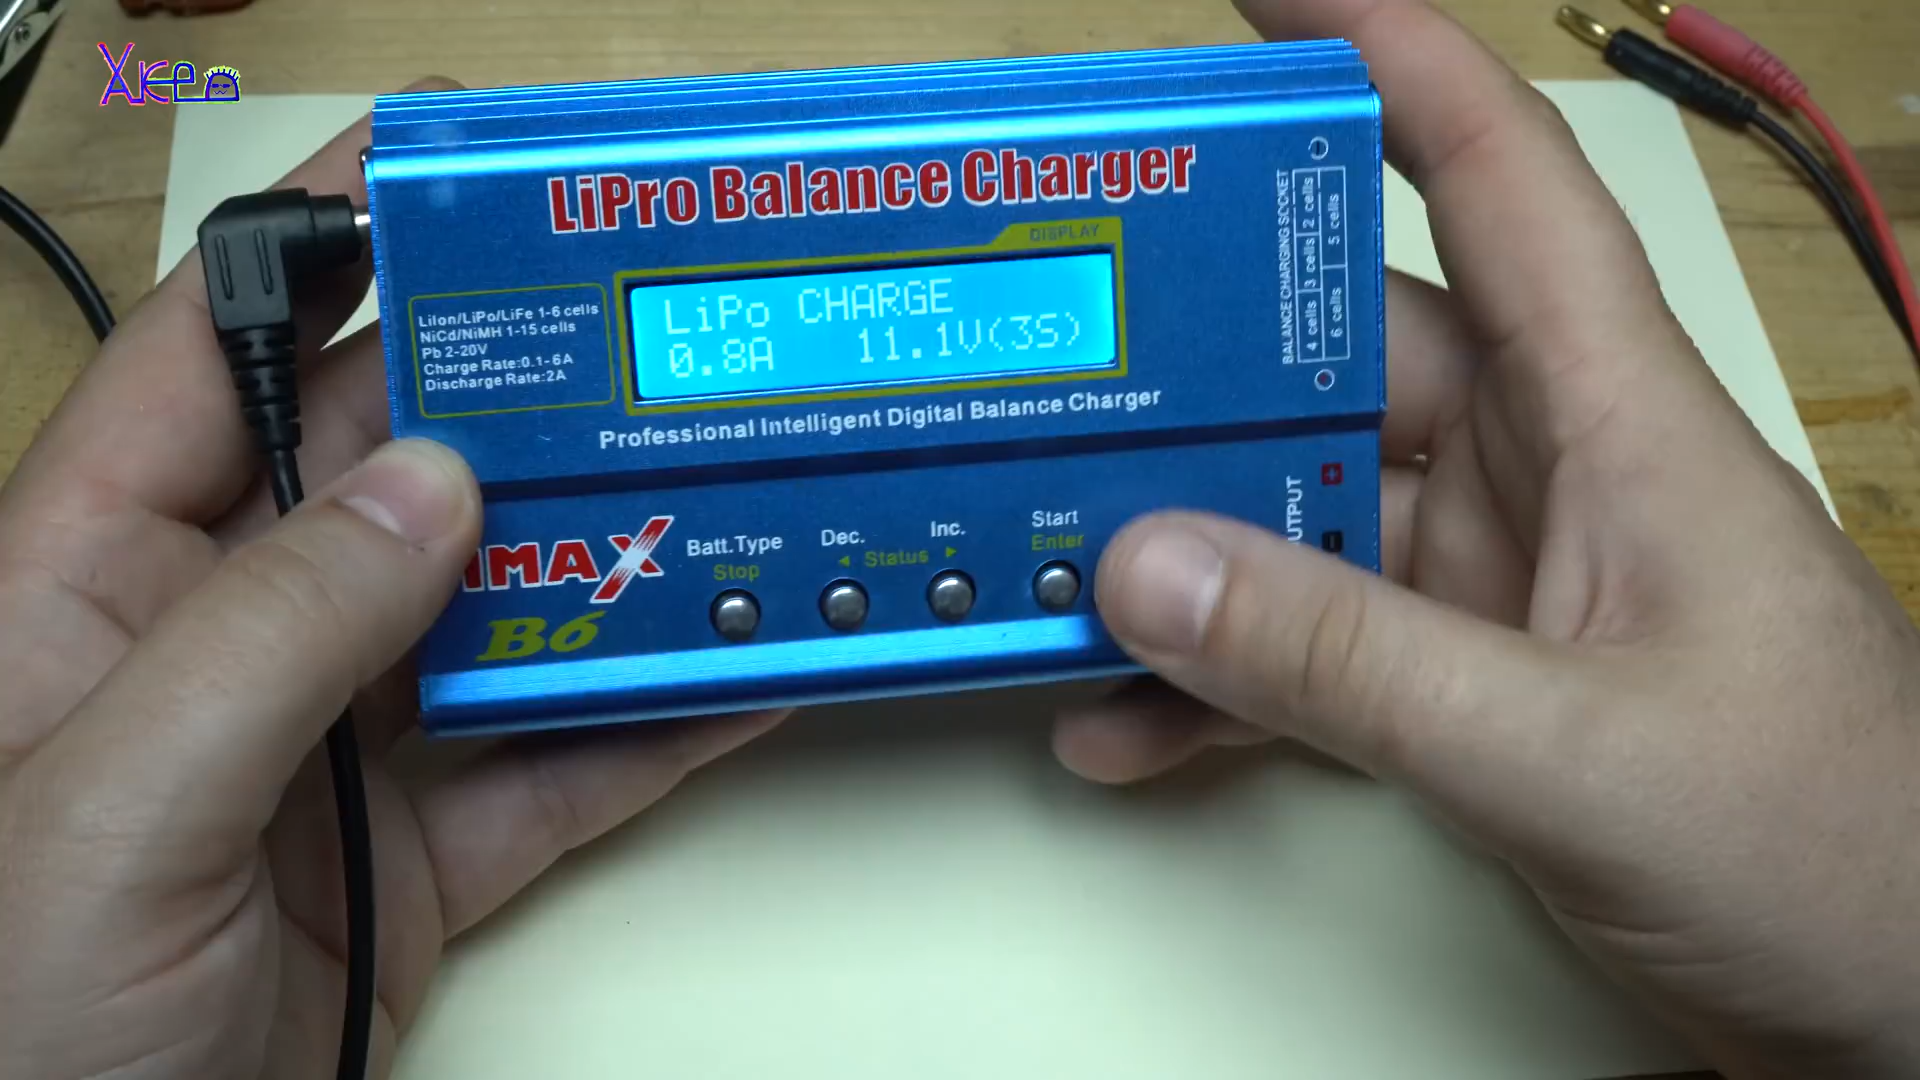 XKED
LiPro Balance Charger
DISPLAY
LiPo CHARGE
0.8A 11.1V(3S)
LiIon/LiPo/LiFe 1-6 cells
NiCd/NiMH 1-15 cells
Pb 2-20V
Charge Rate:0.1-6A
Discharge Rate:2A
Professional Intelligent Digital Balance Charger
BALANCE CHARGING SOCKET
4 cells 3 cells 2 cells
6 cells 5 cells
iMAX
B6
Batt.Type
Stop
Dec.
Inc.
◄ Status ►
Start
Enter
+
-